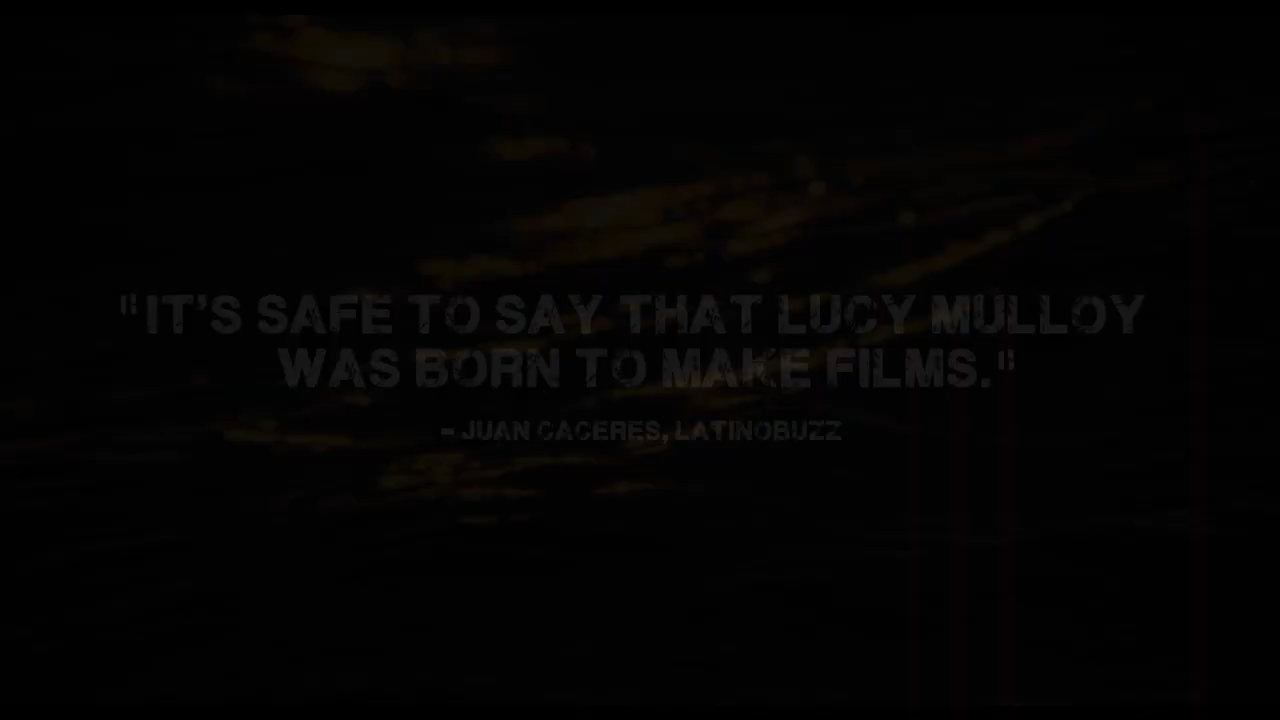 "IT'S SAFE TO SAY THAT LUCY MULLOY
WAS BORN TO MAKE FILMS."
- JUAN CACERES, LATINOBUZZ